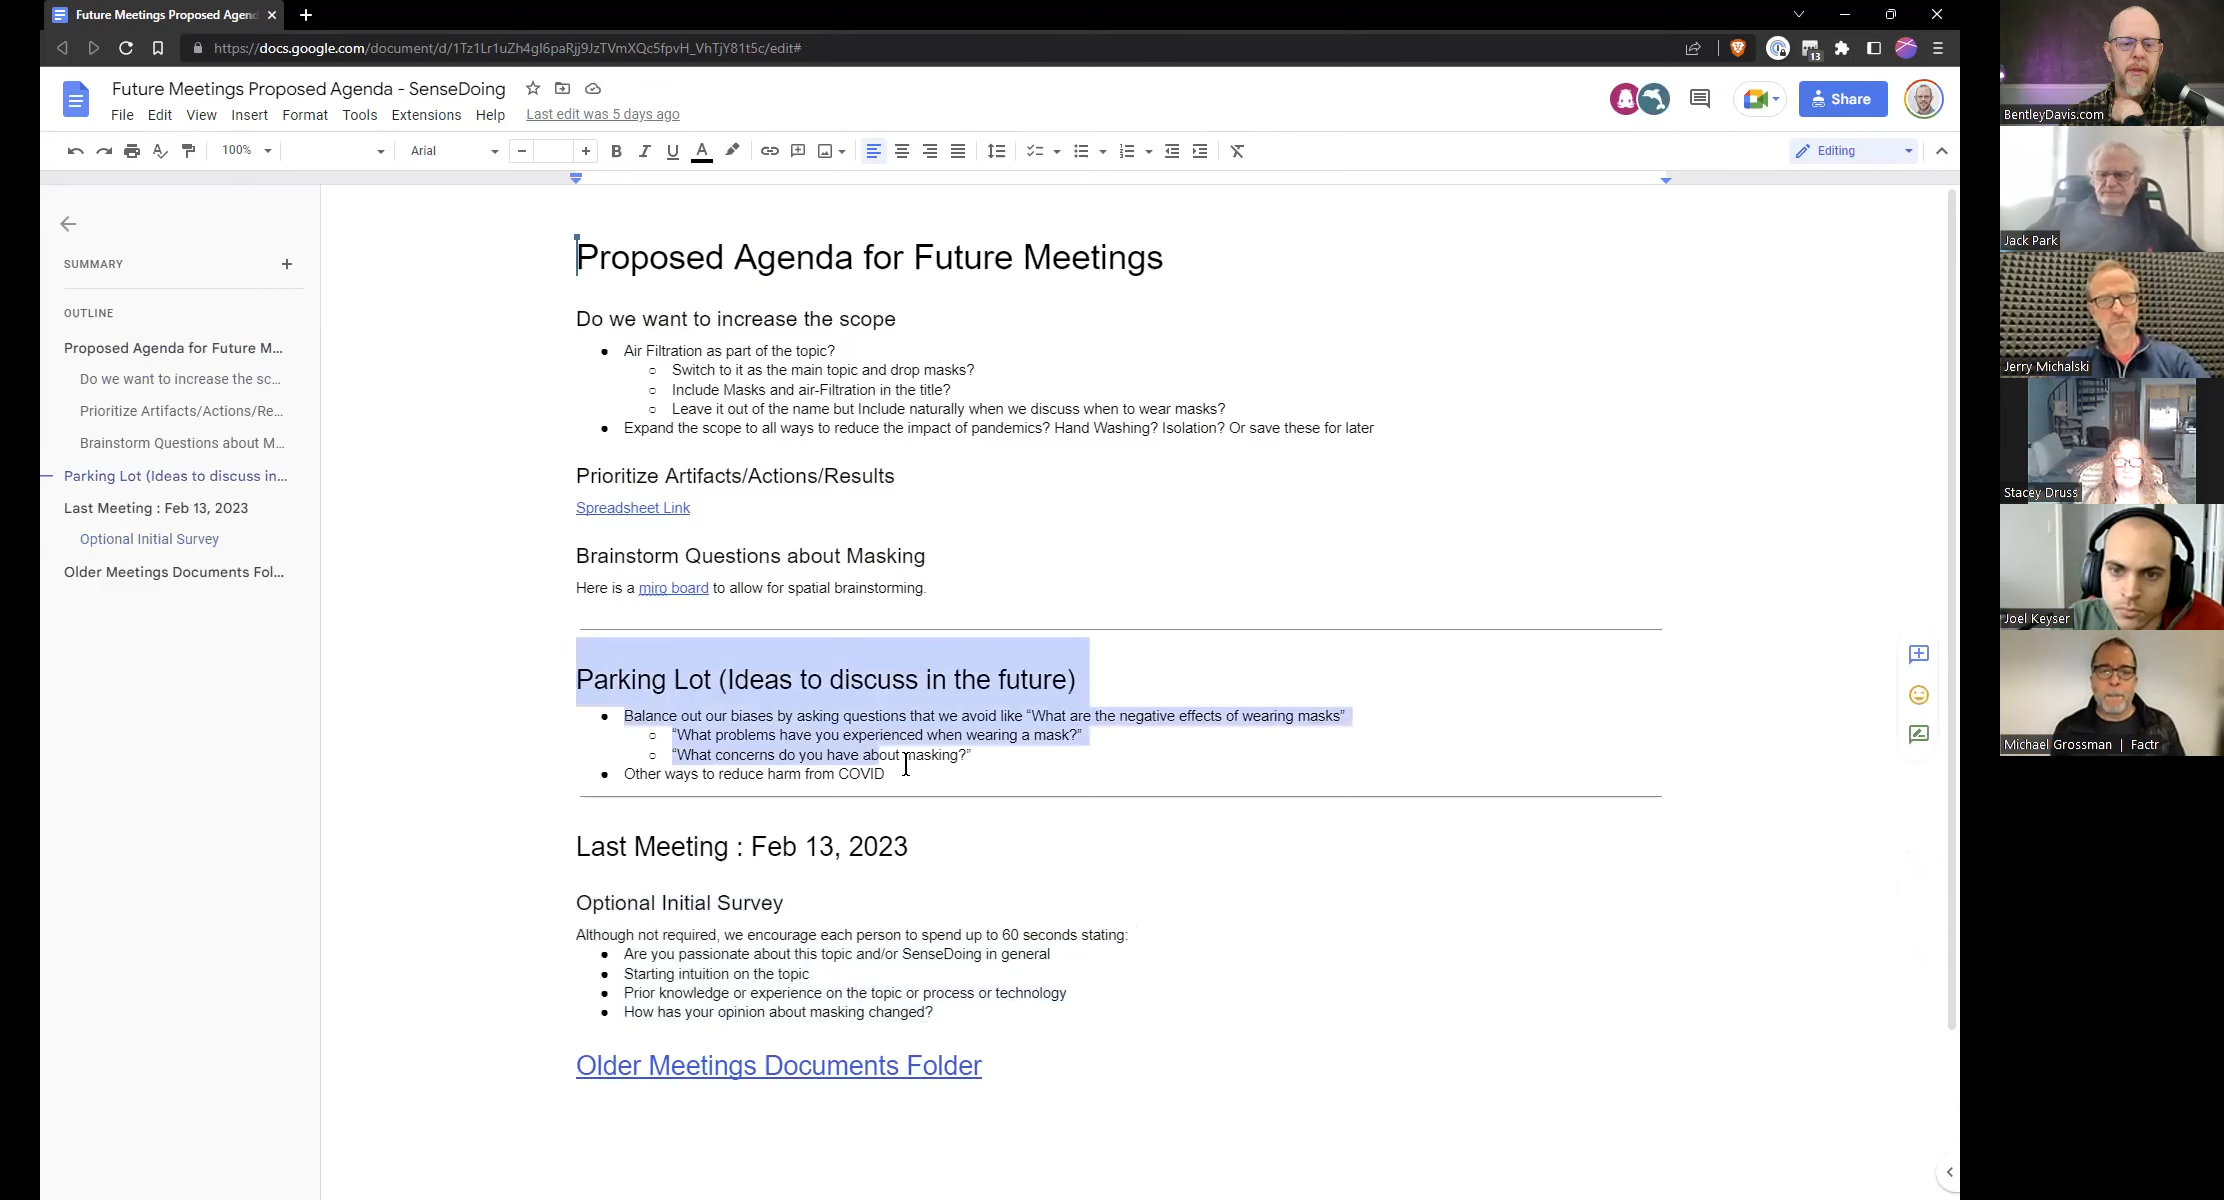 Future Meetings Proposed Agend
https://docs.google.com/document/d/1Tz1Lr1uZh4gI6paRjj9JzTVmXQc5fpvH_VhTjY81t5c/edit#
13
Future Meetings Proposed Agenda - SenseDoing
File Edit View Insert Format Tools Extensions Help Last edit was 5 days ago
Share
100% Arial
B I U A
Editing
SUMMARY
OUTLINE
Proposed Agenda for Future M...
Do we want to increase the sc...
Prioritize Artifacts/Actions/Re...
Brainstorm Questions about M...
Parking Lot (Ideas to discuss in...
Last Meeting : Feb 13, 2023
Optional Initial Survey
Older Meetings Documents Fol...
Proposed Agenda for Future Meetings
Do we want to increase the scope
● Air Filtration as part of the topic?
○ Switch to it as the main topic and drop masks?
○ Include Masks and air-Filtration in the title?
○ Leave it out of the name but Include naturally when we discuss when to wear masks?
● Expand the scope to all ways to reduce the impact of pandemics? Hand Washing? Isolation? Or save these for later
Prioritize Artifacts/Actions/Results
Spreadsheet Link
Brainstorm Questions about Masking
Here is a miro board to allow for spatial brainstorming.
Parking Lot (Ideas to discuss in the future)
● Balance out our biases by asking questions that we avoid like “What are the negative effects of wearing masks”
○ “What problems have you experienced when wearing a mask?”
○ “What concerns do you have about masking?”
● Other ways to reduce harm from COVID
Last Meeting : Feb 13, 2023
Optional Initial Survey
Although not required, we encourage each person to spend up to 60 seconds stating:
● Are you passionate about this topic and/or SenseDoing in general
● Starting intuition on the topic
● Prior knowledge or experience on the topic or process or technology
● How has your opinion about masking changed?
Older Meetings Documents Folder
BentleyDavis.com
Jack Park
Jerry Michalski
Stacey Druss
Joel Keyser
Michael Grossman | Factr